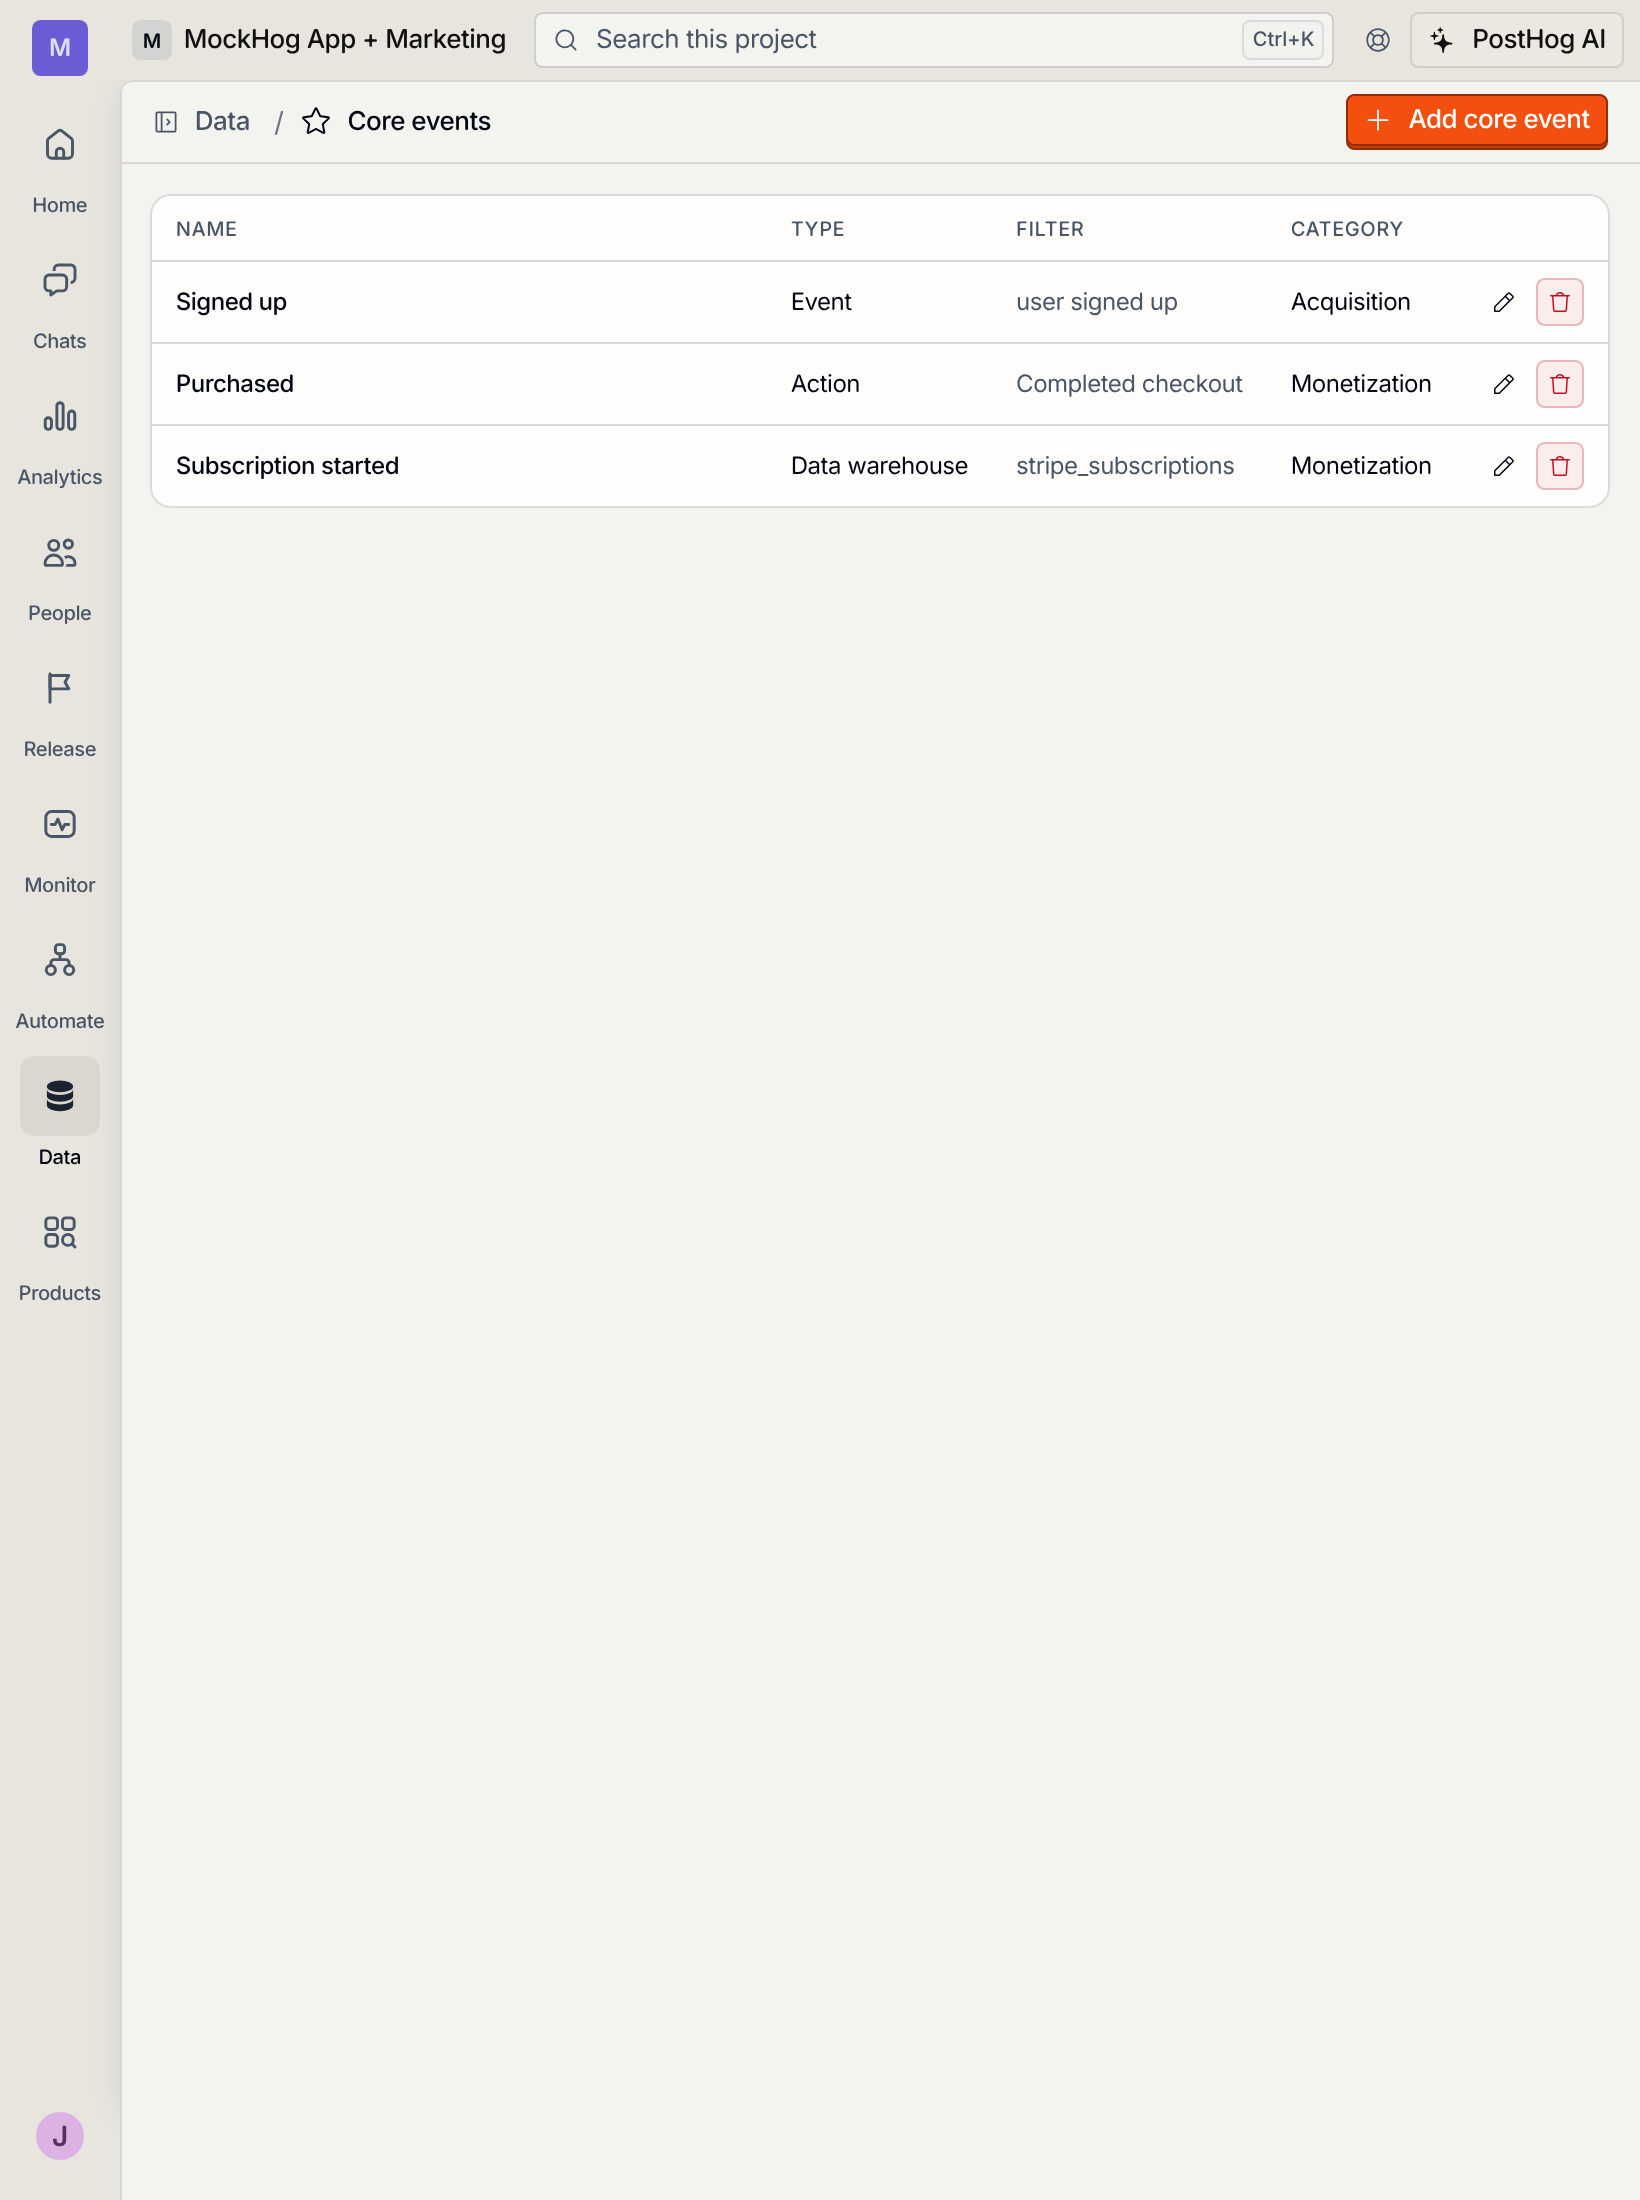 M
M MockHog App + Marketing
Search this project
Ctrl+K
PostHog AI
Data / Core events
Add core event
Home
Chats
Analytics
People
Release
Monitor
Automate
Data
Products
J
NAME TYPE FILTER CATEGORY
Signed up Event user signed up Acquisition
Purchased Action Completed checkout Monetization
Subscription started Data warehouse stripe_subscriptions Monetization